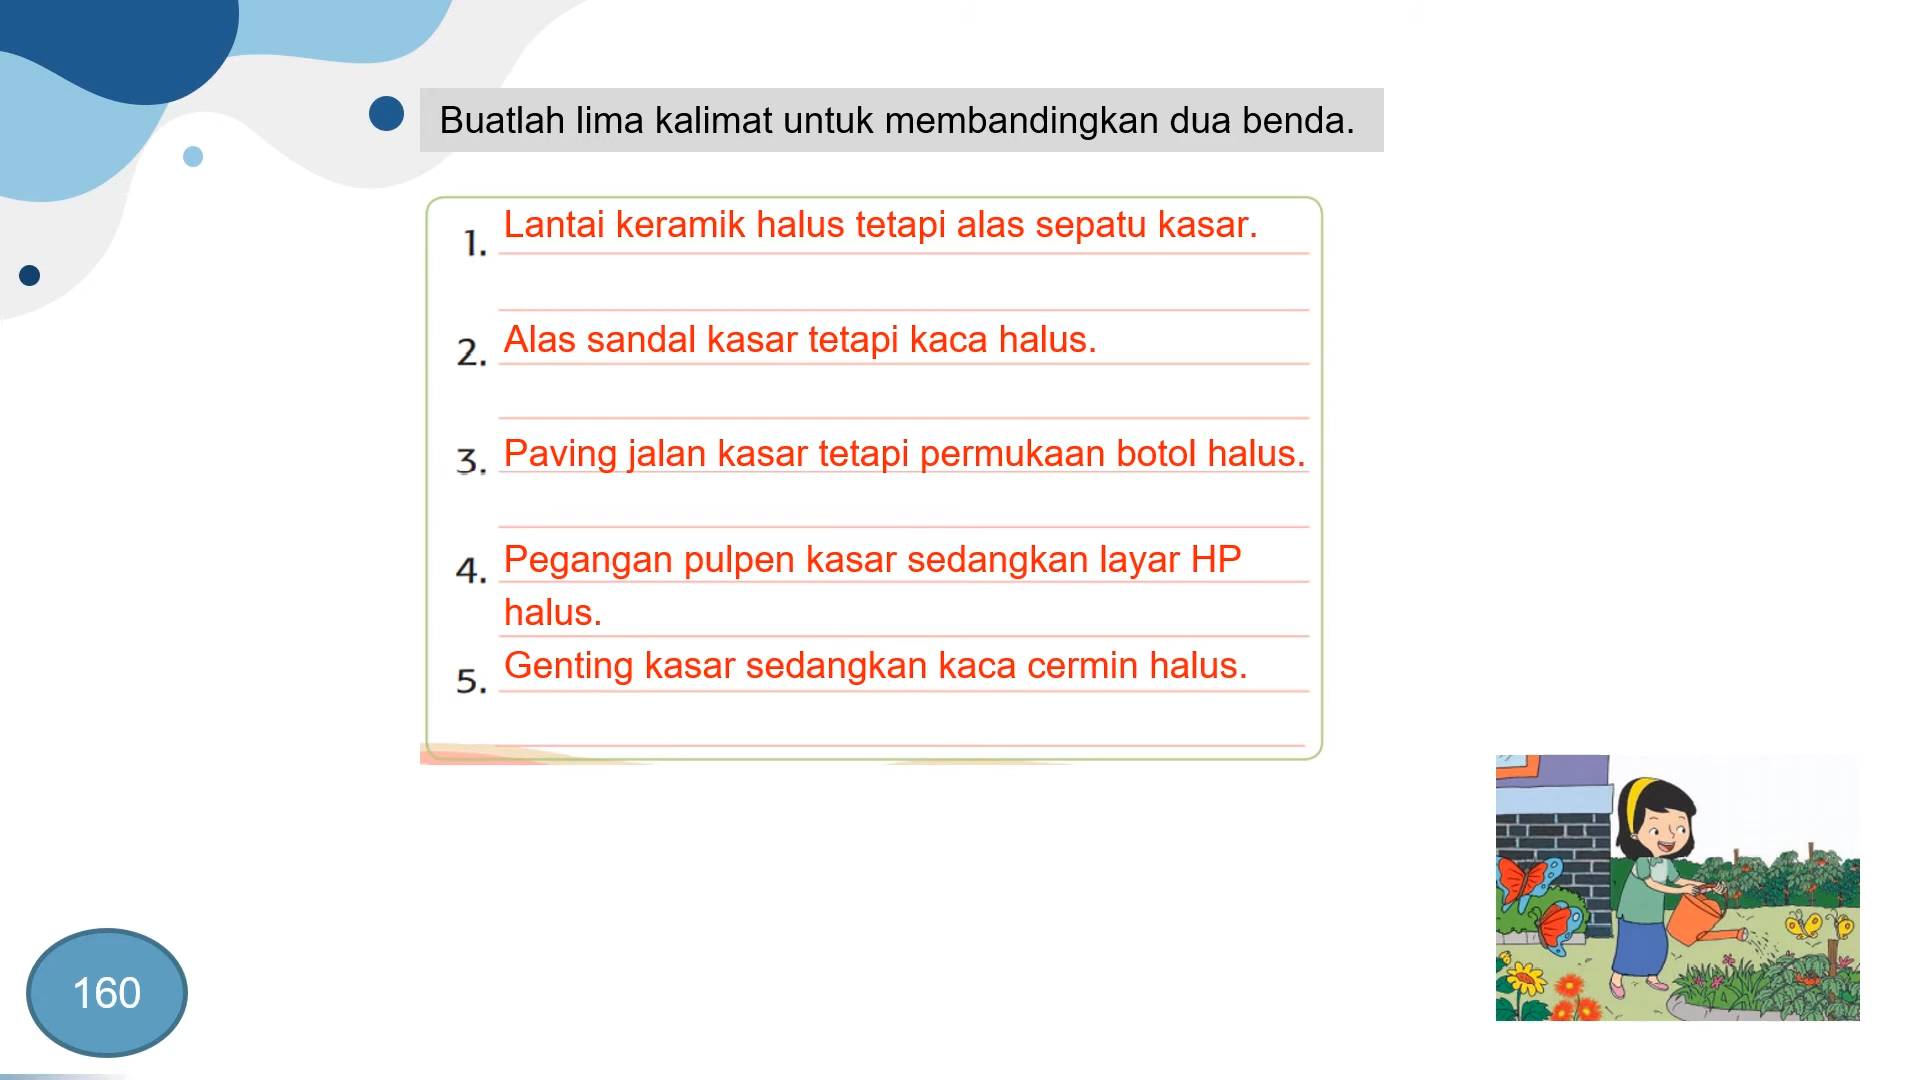 Buatlah lima kalimat untuk membandingkan dua benda.
1. Lantai keramik halus tetapi alas sepatu kasar.
2. Alas sandal kasar tetapi kaca halus.
3. Paving jalan kasar tetapi permukaan botol halus.
4. Pegangan pulpen kasar sedangkan layar HP
halus.
5. Genting kasar sedangkan kaca cermin halus.
160